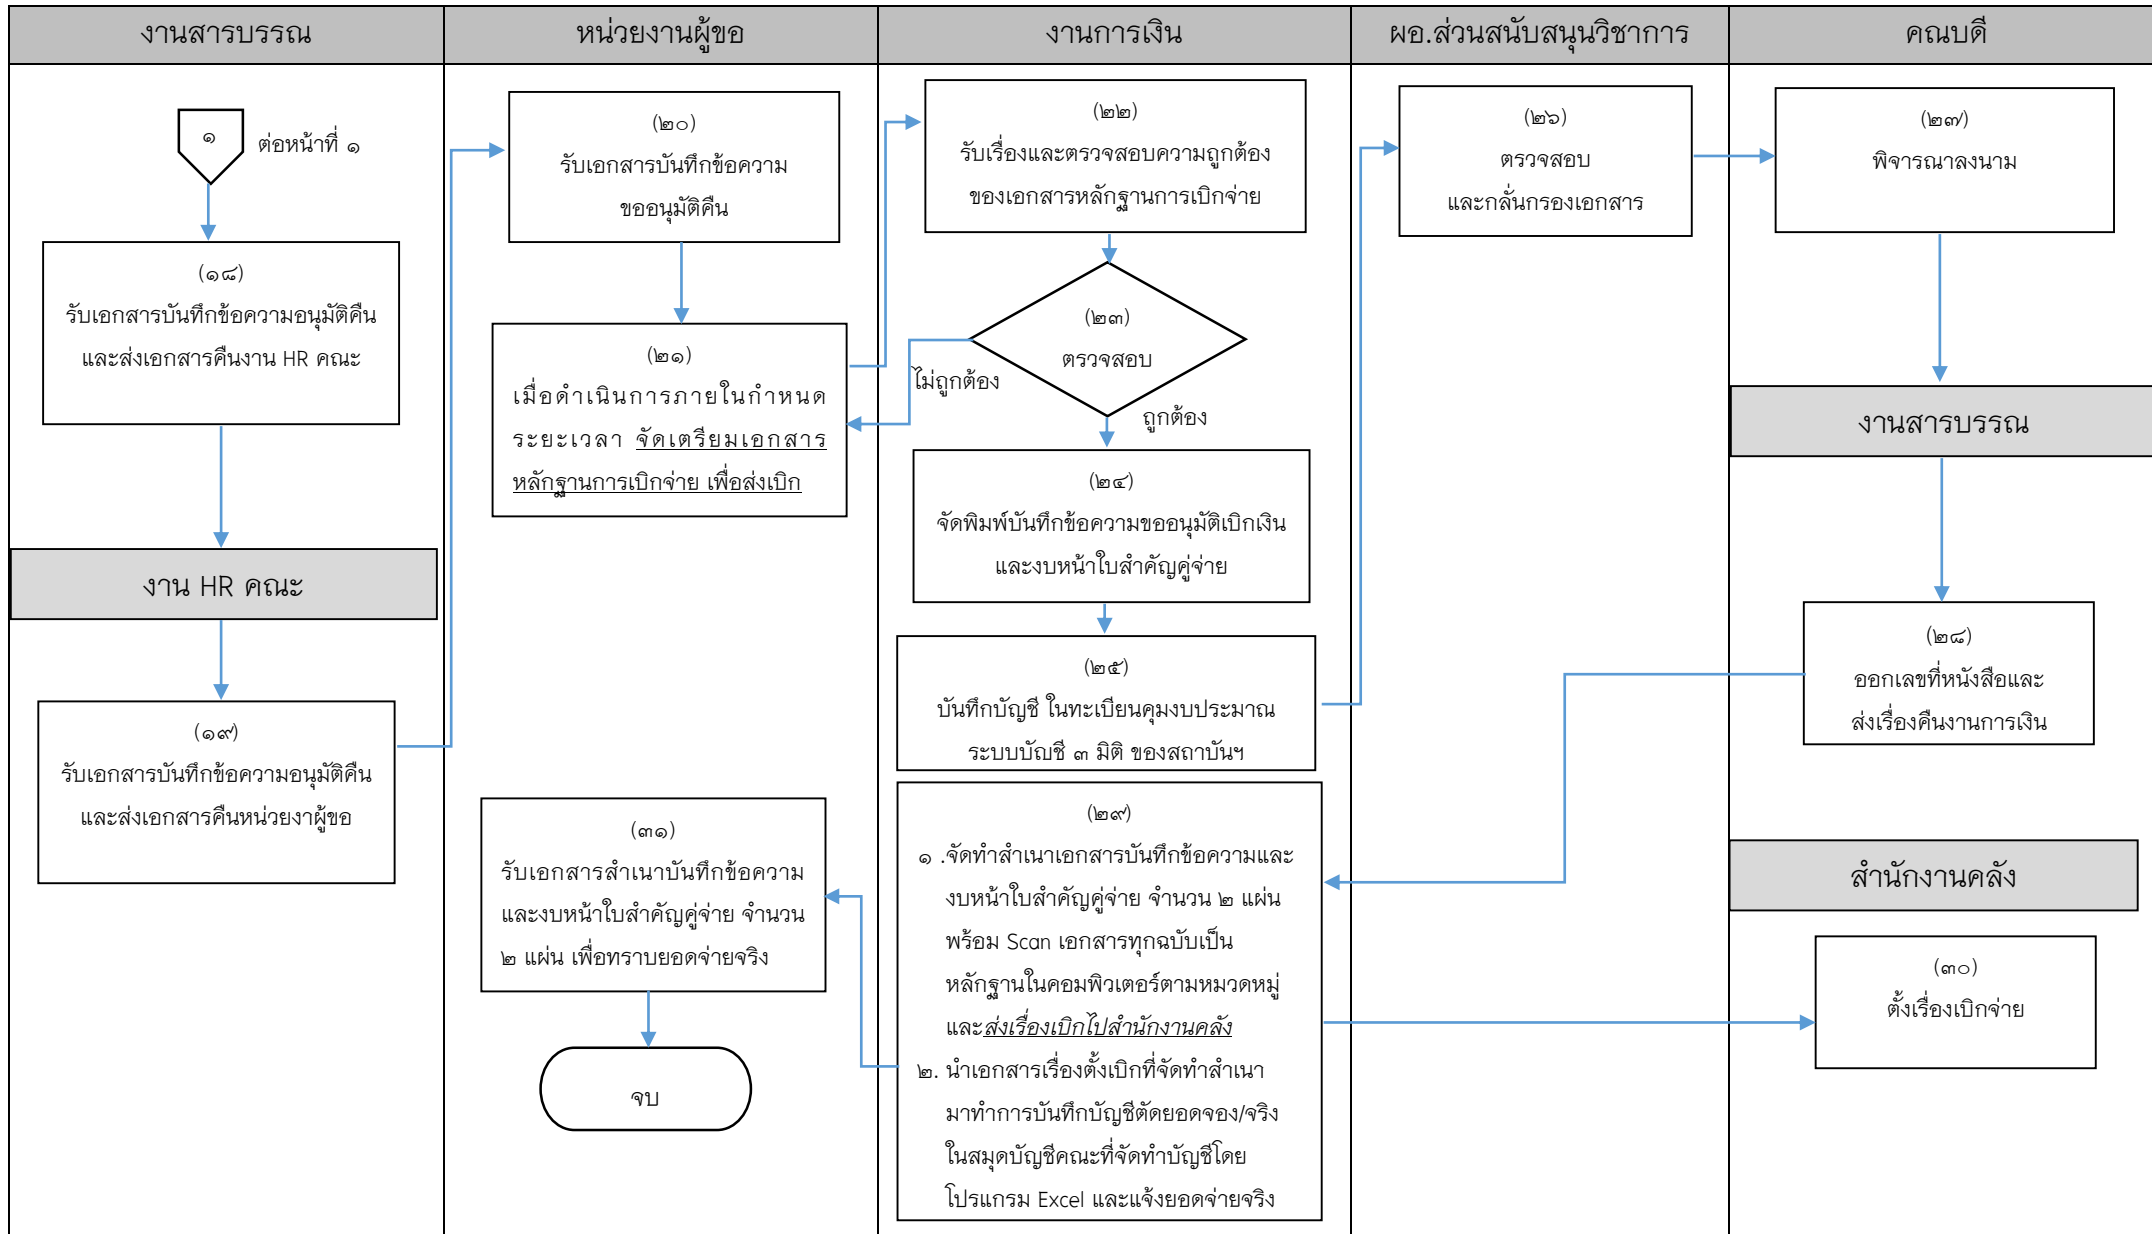 งานสารบรรณ
หน่วยงานผู้ขอ
งานการเงิน
ผอ.ส่วนสนับสนุนวิชาการ
คณบดี
๑
ต่อหน้าที่ ๑
(๑๘)
รับเอกสารบันทึกข้อความอนุมัติคืน
และส่งเอกสารคืนงาน HR คณะ
งาน HR คณะ
(๑๙)
รับเอกสารบันทึกข้อความอนุมัติคืน
และส่งเอกสารคืนหน่วยงาผู้ขอ
(๒๐)
รับเอกสารบันทึกข้อความ
ขออนุมัติคืน
(๒๑)
เมื่อดำเนินการภายในกำหนด
ระยะเวลา จัดเตรียมเอกสาร
หลักฐานการเบิกจ่าย เพื่อส่งเบิก
(๓๑)
รับเอกสารสำเนาบันทึกข้อความ
และงบหน้าใบสำคัญคู่จ่าย จำนวน
๒ แผ่น เพื่อทราบยอดจ่ายจริง
จบ
(๒๒)
รับเรื่องและตรวจสอบความถูกต้อง
ของเอกสารหลักฐานการเบิกจ่าย
(๒๓)
ตรวจสอบ
ไม่ถูกต้อง
ถูกต้อง
(๒๔)
จัดพิมพ์บันทึกข้อความขออนุมัติเบิกเงิน
และงบหน้าใบสำคัญคู่จ่าย
(๒๕)
บันทึกบัญชี ในทะเบียนคุมงบประมาณ
ระบบบัญชี ๓ มิติ ของสถาบันฯ
(๒๙)
๑ .จัดทำสำเนาเอกสารบันทึกข้อความและ
งบหน้าใบสำคัญคู่จ่าย จำนวน ๒ แผ่น
พร้อม Scan เอกสารทุกฉบับเป็น
หลักฐานในคอมพิวเตอร์ตามหมวดหมู่
และส่งเรื่องเบิกไปสำนักงานคลัง
๒. นำเอกสารเรื่องตั้งเบิกที่จัดทำสำเนา
มาทำการบันทึกบัญชีตัดยอดจอง/จริง
ในสมุดบัญชีคณะที่จัดทำบัญชีโดย
โปรแกรม Excel และแจ้งยอดจ่ายจริง
(๒๖)
ตรวจสอบ
และกลั่นกรองเอกสาร
(๒๗)
พิจารณาลงนาม
งานสารบรรณ
(๒๘)
ออกเลขที่หนังสือและ
ส่งเรื่องคืนงานการเงิน
สำนักงานคลัง
(๓๐)
ตั้งเรื่องเบิกจ่าย